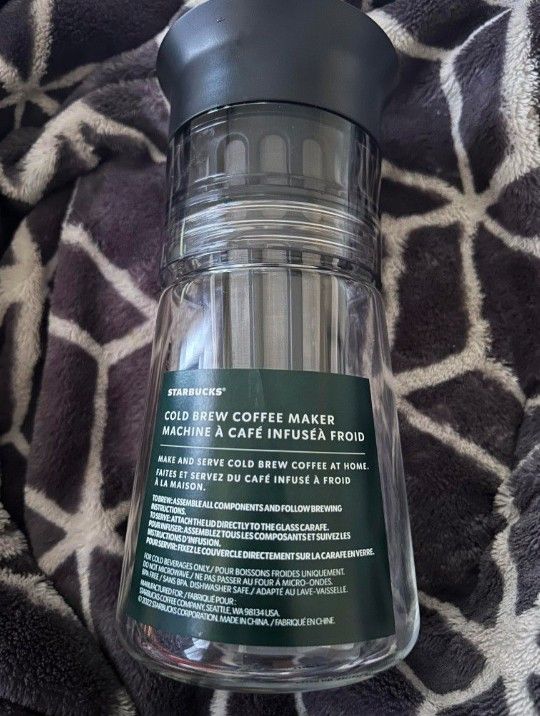 STARBUCKS®
COLD BREW COFFEE MAKER
MACHINE À CAFÉ INFUSÉÀ FROID
MAKE AND SERVE COLD BREW COFFEE AT HOME.
FAITES ET SERVEZ DU CAFÉ INFUSÉ À FROID
À LA MAISON.
TO BREW: ASSEMBLE ALL COMPONENTS AND FOLLOW BREWING
INSTRUCTIONS.
TO SERVE: ATTACH THE LID DIRECTLY TO THE GLASS CARAFE.
POUR INFUSER: ASSEMBLEZ TOUS LES COMPOSANTS ET SUIVEZ LES
INSTRUCTIONS D'INFUSION.
POUR SERVIR: FIXEZ LE COUVERCLE DIRECTEMENT SUR LA CARAFE EN VERRE.
FOR COLD BEVERAGES ONLY. / POUR BOISSONS FROIDES UNIQUEMENT.
DO NOT MICROWAVE. / NE PAS PASSER AU FOUR À MICRO-ONDES.
BPA FREE / SANS BPA. DISHWASHER SAFE. / ADAPTE AU LAVE-VAISSELLE.
MANUFACTURED FOR: / FABRIQUÉ POUR:
STARBUCKS COFFEE COMPANY, SEATTLE, WA 98134 USA.
© 2022 STARBUCKS CORPORATION. MADE IN CHINA. / FABRIQUÉ EN CHINE.